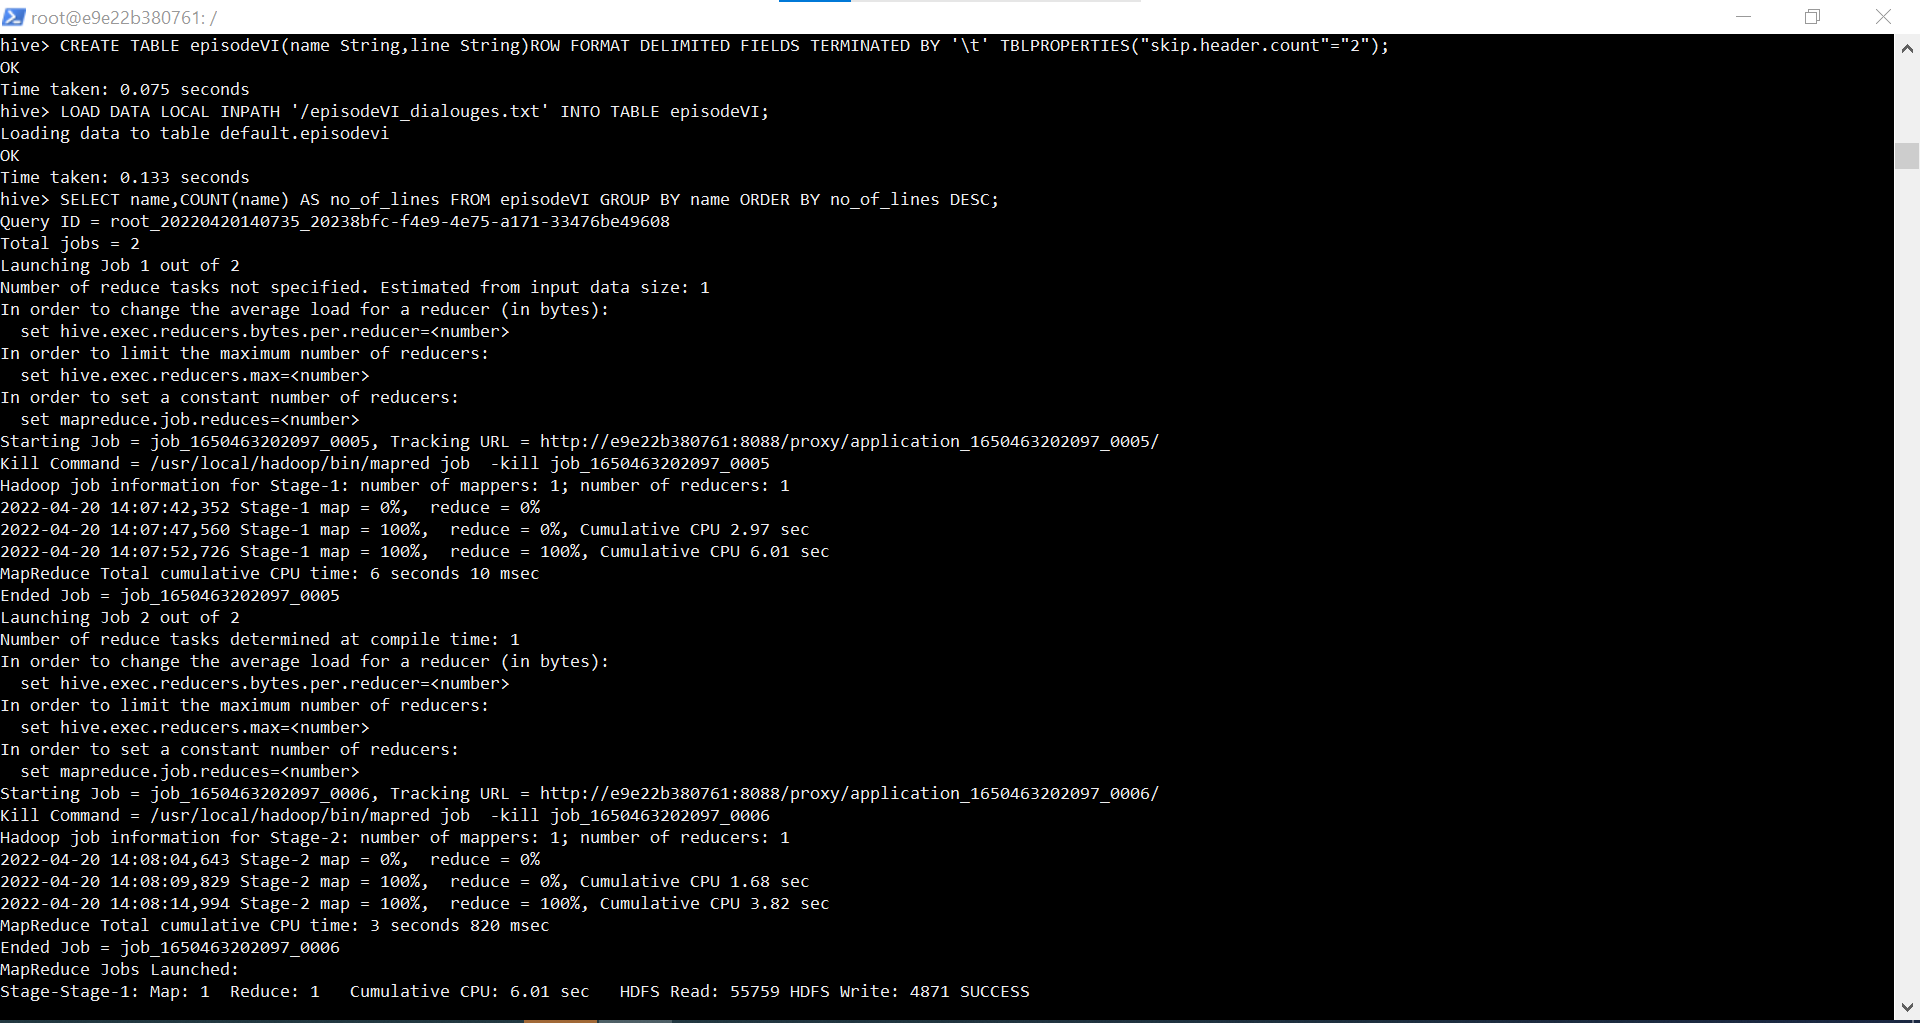 root@e9e22b380761: /
hive> CREATE TABLE episodeVI(name String,line String)ROW FORMAT DELIMITED FIELDS TERMINATED BY '\t' TBLPROPERTIES("skip.header.count"="2");
OK
Time taken: 0.075 seconds
hive> LOAD DATA LOCAL INPATH '/episodeVI_dialouges.txt' INTO TABLE episodeVI;
Loading data to table default.episodevi
OK
Time taken: 0.133 seconds
hive> SELECT name,COUNT(name) AS no_of_lines FROM episodeVI GROUP BY name ORDER BY no_of_lines DESC;
Query ID = root_20220420140735_20238bfc-f4e9-4e75-a171-33476be49608
Total jobs = 2
Launching Job 1 out of 2
Number of reduce tasks not specified. Estimated from input data size: 1
In order to change the average load for a reducer (in bytes):
  set hive.exec.reducers.bytes.per.reducer=<number>
In order to limit the maximum number of reducers:
  set hive.exec.reducers.max=<number>
In order to set a constant number of reducers:
  set mapreduce.job.reduces=<number>
Starting Job = job_1650463202097_0005, Tracking URL = http://e9e22b380761:8088/proxy/application_1650463202097_0005/
Kill Command = /usr/local/hadoop/bin/mapred job  -kill job_1650463202097_0005
Hadoop job information for Stage-1: number of mappers: 1; number of reducers: 1
2022-04-20 14:07:42,352 Stage-1 map = 0%,  reduce = 0%
2022-04-20 14:07:47,560 Stage-1 map = 100%,  reduce = 0%, Cumulative CPU 2.97 sec
2022-04-20 14:07:52,726 Stage-1 map = 100%,  reduce = 100%, Cumulative CPU 6.01 sec
MapReduce Total cumulative CPU time: 6 seconds 10 msec
Ended Job = job_1650463202097_0005
Launching Job 2 out of 2
Number of reduce tasks determined at compile time: 1
In order to change the average load for a reducer (in bytes):
  set hive.exec.reducers.bytes.per.reducer=<number>
In order to limit the maximum number of reducers:
  set hive.exec.reducers.max=<number>
In order to set a constant number of reducers:
  set mapreduce.job.reduces=<number>
Starting Job = job_1650463202097_0006, Tracking URL = http://e9e22b380761:8088/proxy/application_1650463202097_0006/
Kill Command = /usr/local/hadoop/bin/mapred job  -kill job_1650463202097_0006
Hadoop job information for Stage-2: number of mappers: 1; number of reducers: 1
2022-04-20 14:08:04,643 Stage-2 map = 0%,  reduce = 0%
2022-04-20 14:08:09,829 Stage-2 map = 100%,  reduce = 0%, Cumulative CPU 1.68 sec
2022-04-20 14:08:14,994 Stage-2 map = 100%,  reduce = 100%, Cumulative CPU 3.82 sec
MapReduce Total cumulative CPU time: 3 seconds 820 msec
Ended Job = job_1650463202097_0006
MapReduce Jobs Launched:
Stage-Stage-1: Map: 1  Reduce: 1   Cumulative CPU: 6.01 sec   HDFS Read: 55759 HDFS Write: 4871 SUCCESS